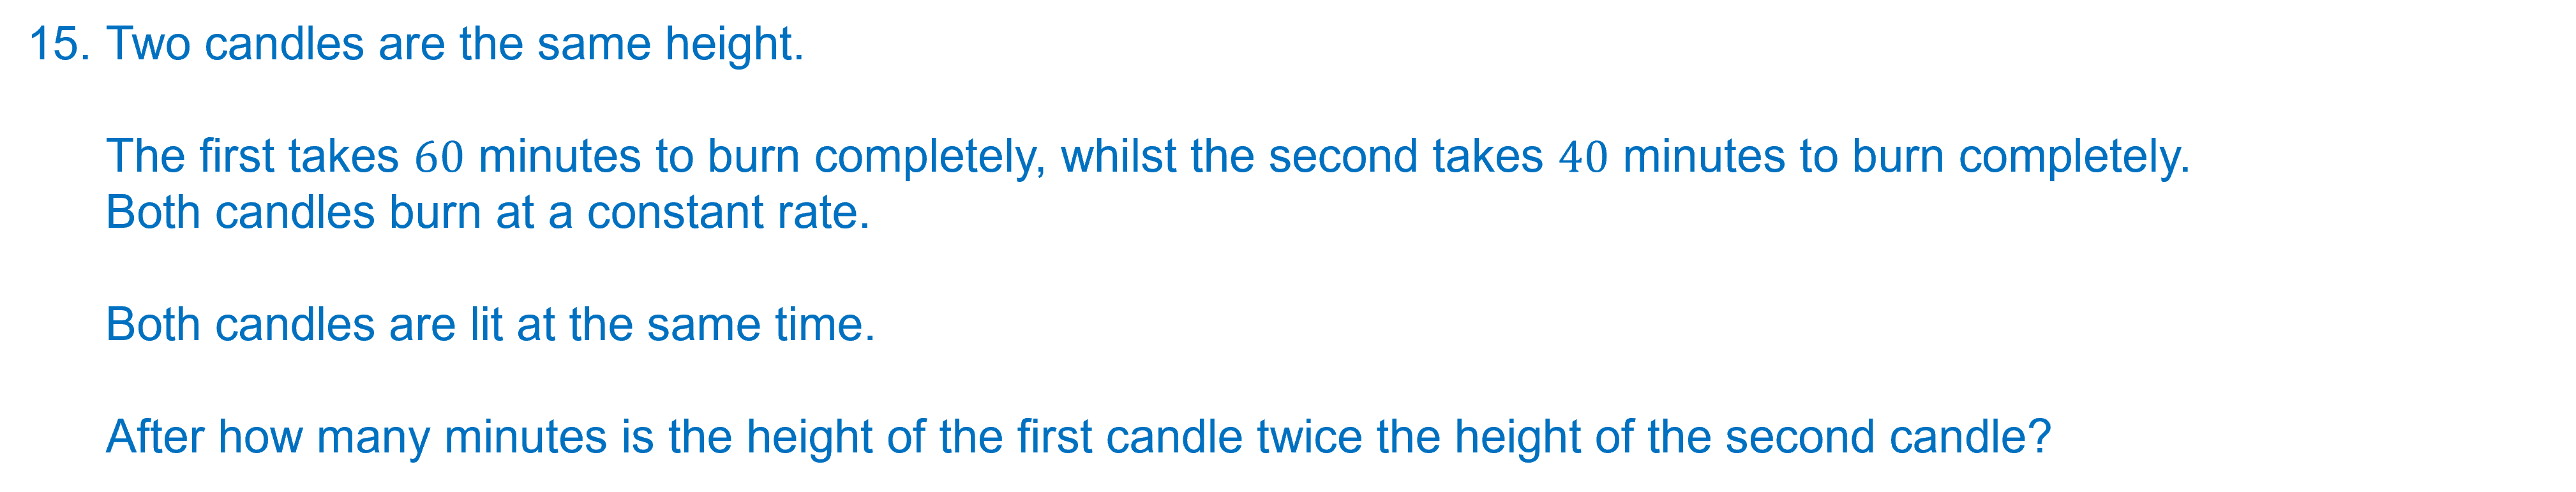 15. Two candles are the same height.
The first takes 60 minutes to burn completely, whilst the second takes 40 minutes to burn completely.
Both candles burn at a constant rate.
Both candles are lit at the same time.
After how many minutes is the height of the first candle twice the height of the second candle?